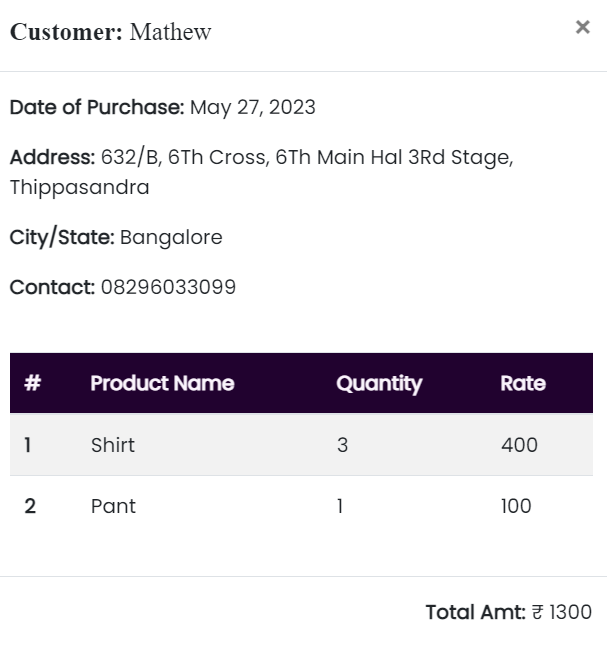 Customer: Mathew ×
Date of Purchase: May 27, 2023
Address: 632/B, 6Th Cross, 6Th Main Hal 3Rd Stage,
Thippasandra
City/State: Bangalore
Contact: 08296033099
# Product Name Quantity Rate
1 Shirt 3 400
2 Pant 1 100
Total Amt: ₹ 1300